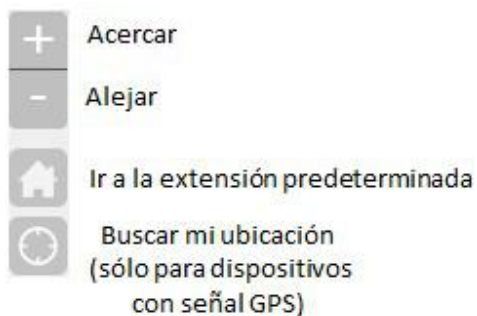 + Acercar
- Alejar
Ir a la extensión predeterminada
Buscar mi ubicación
(sólo para dispositivos
con señal GPS)